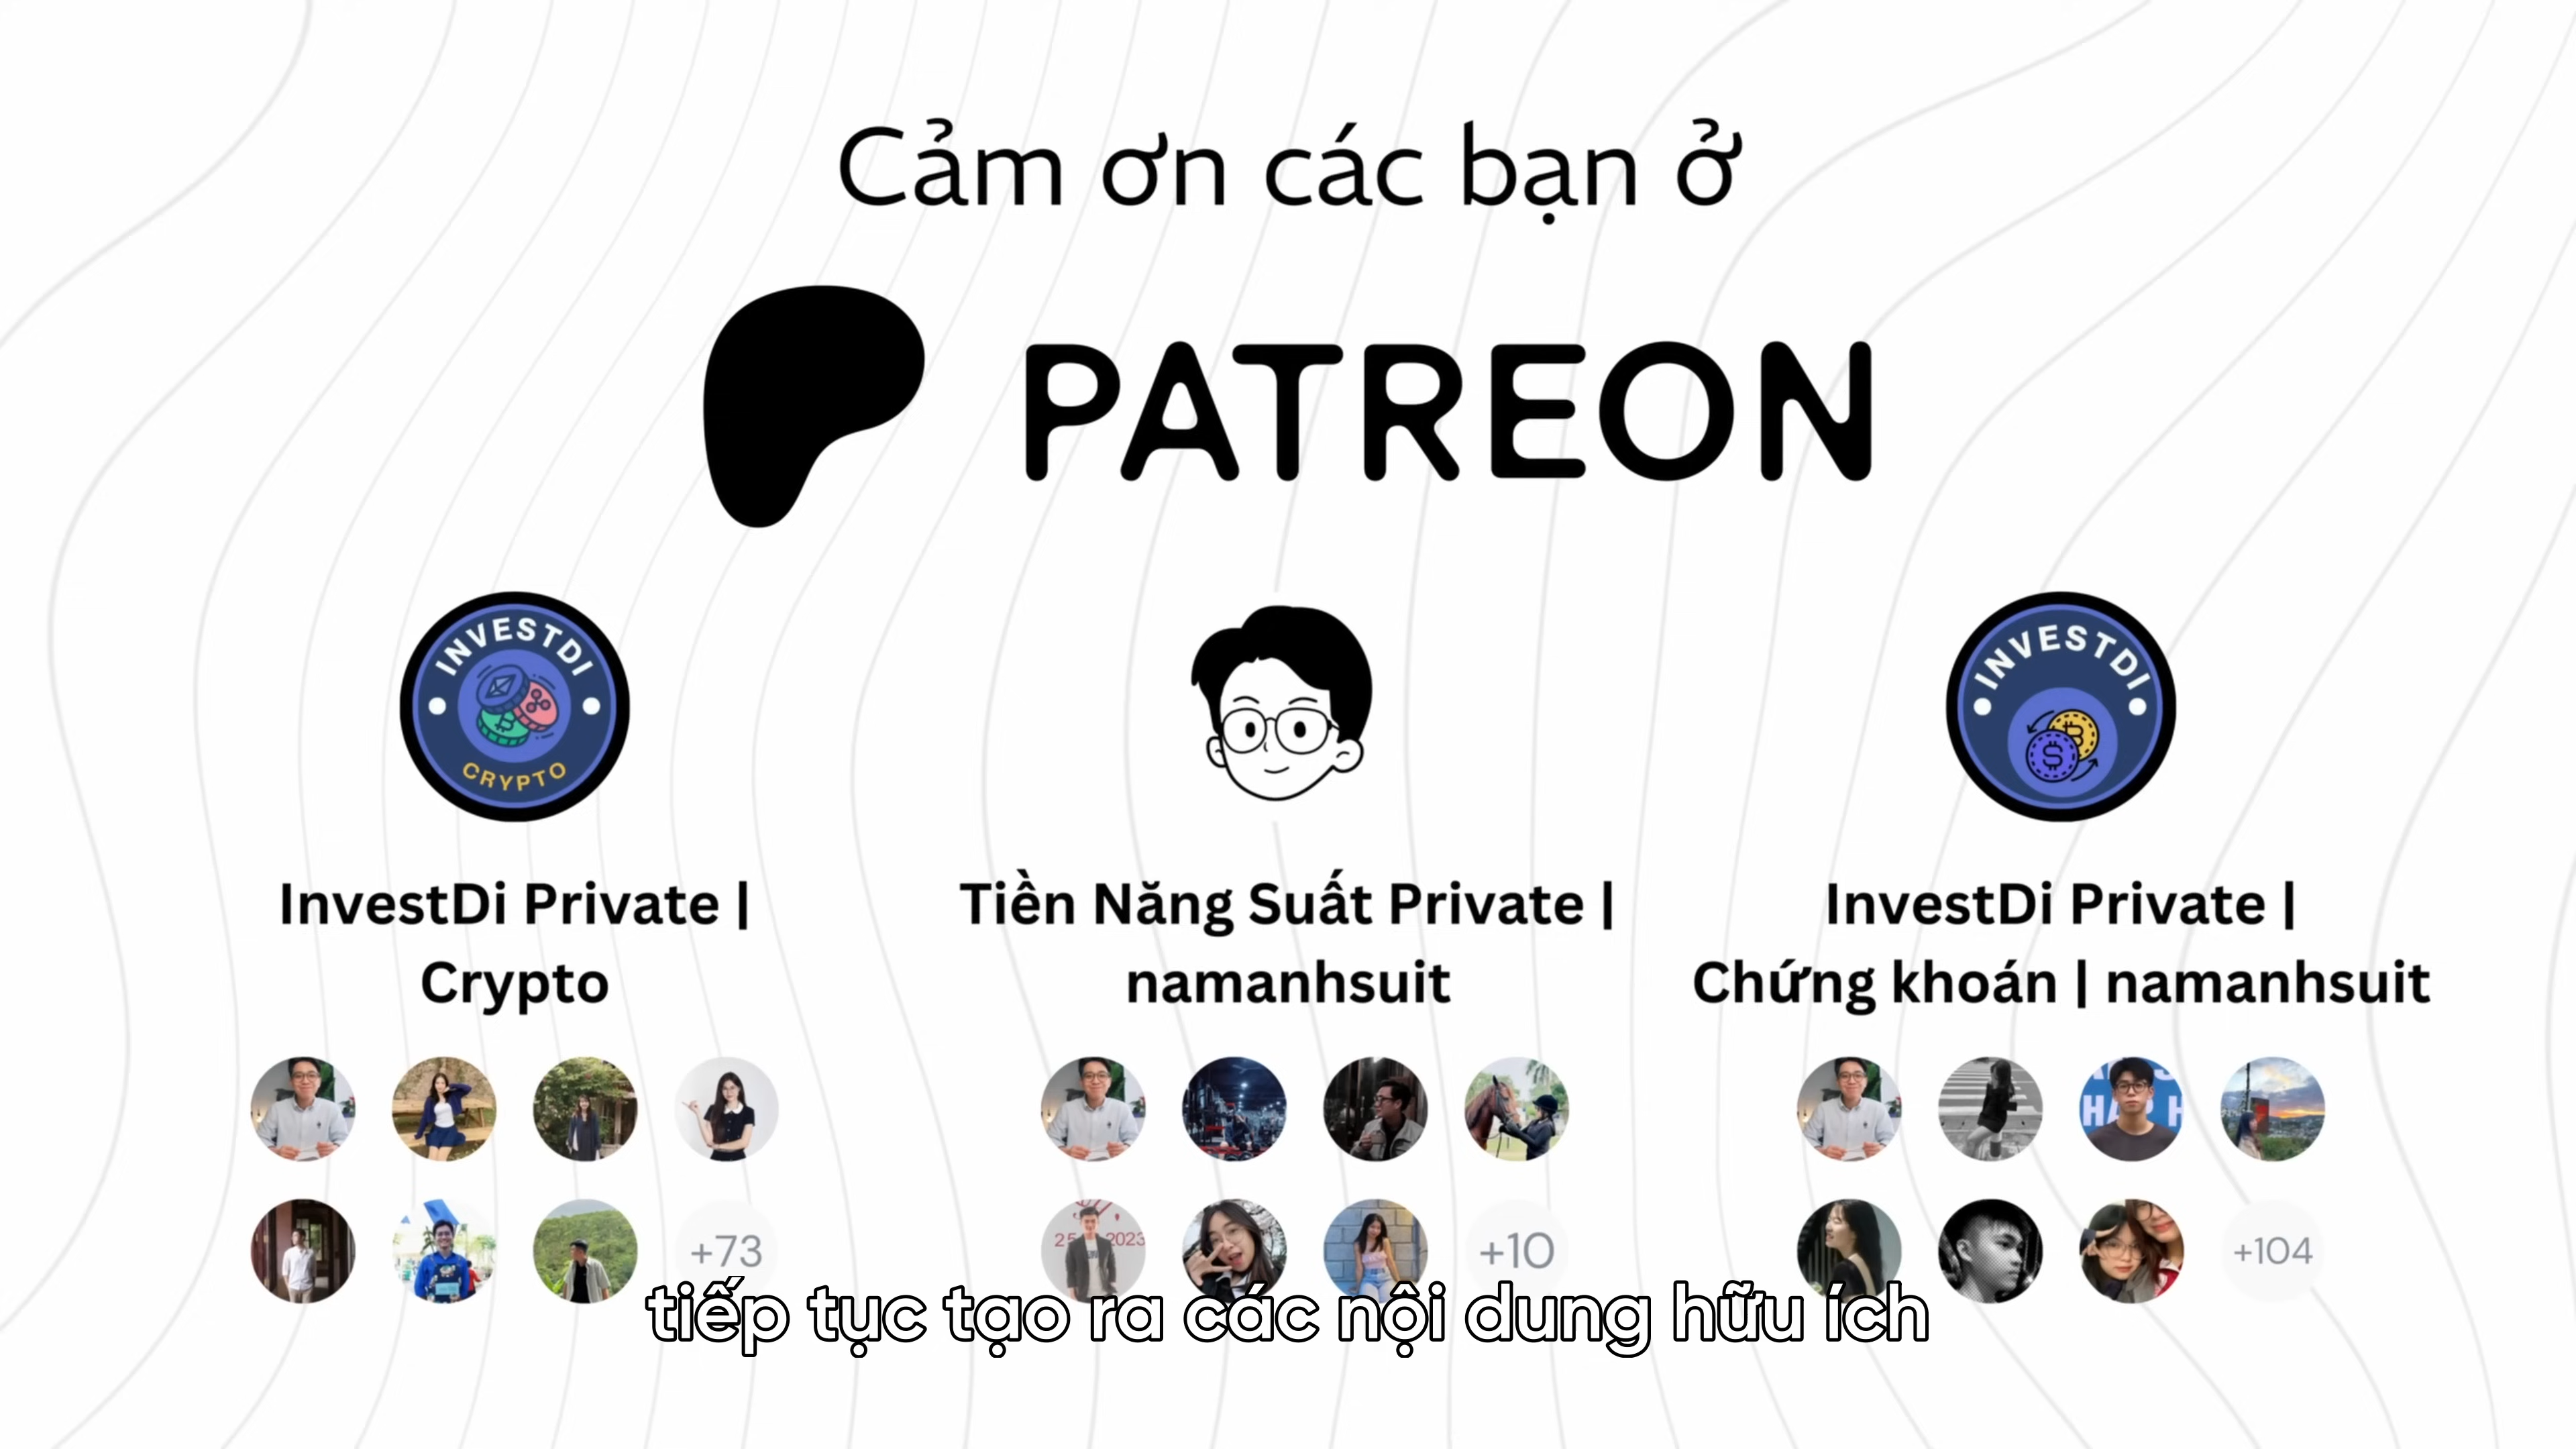 Cảm ơn các bạn ở
PATREON
INVESTDI
CRYPTO
INVESTDI
InvestDi Private |
Crypto
Tiền Năng Suất Private |
namanhsuit
InvestDi Private |
Chứng khoán | namanhsuit
+73
+10
+104
tiếp tục tạo ra các nội dung hữu ích